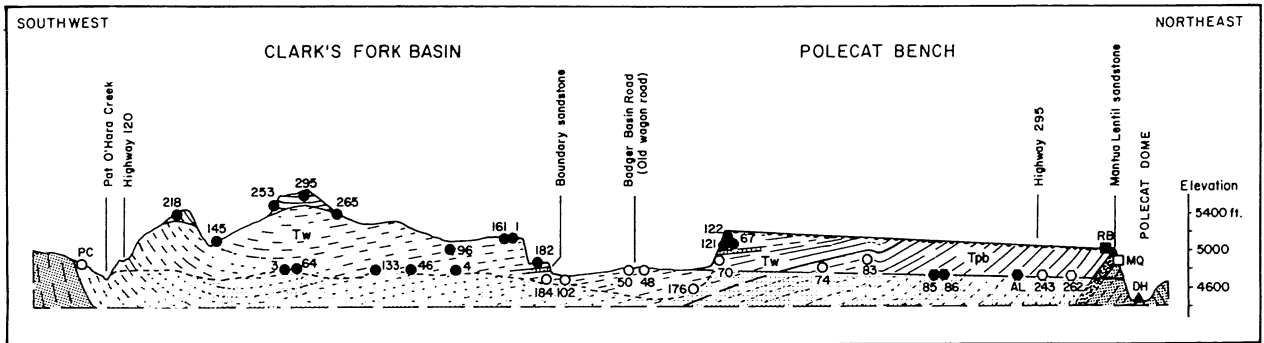 SOUTHWEST
NORTHEAST
CLARK'S FORK BASIN
POLECAT BENCH
Pat O'Hara Creek
Highway 120
Boundary sandstone
Badger Basin Road
(Old wagon road)
Highway 295
Mantua Lentil sandstone
POLECAT DOME
Elevation
5400 ft.
5000
4600
PC
218
145
253
295
265
Tw
3
64
133
46
96
4
161
1
182
184
102
50
48
176
122
121
67
70
Tw
74
83
Tpb
85
86
AL
243
262
RB
MQ
DH